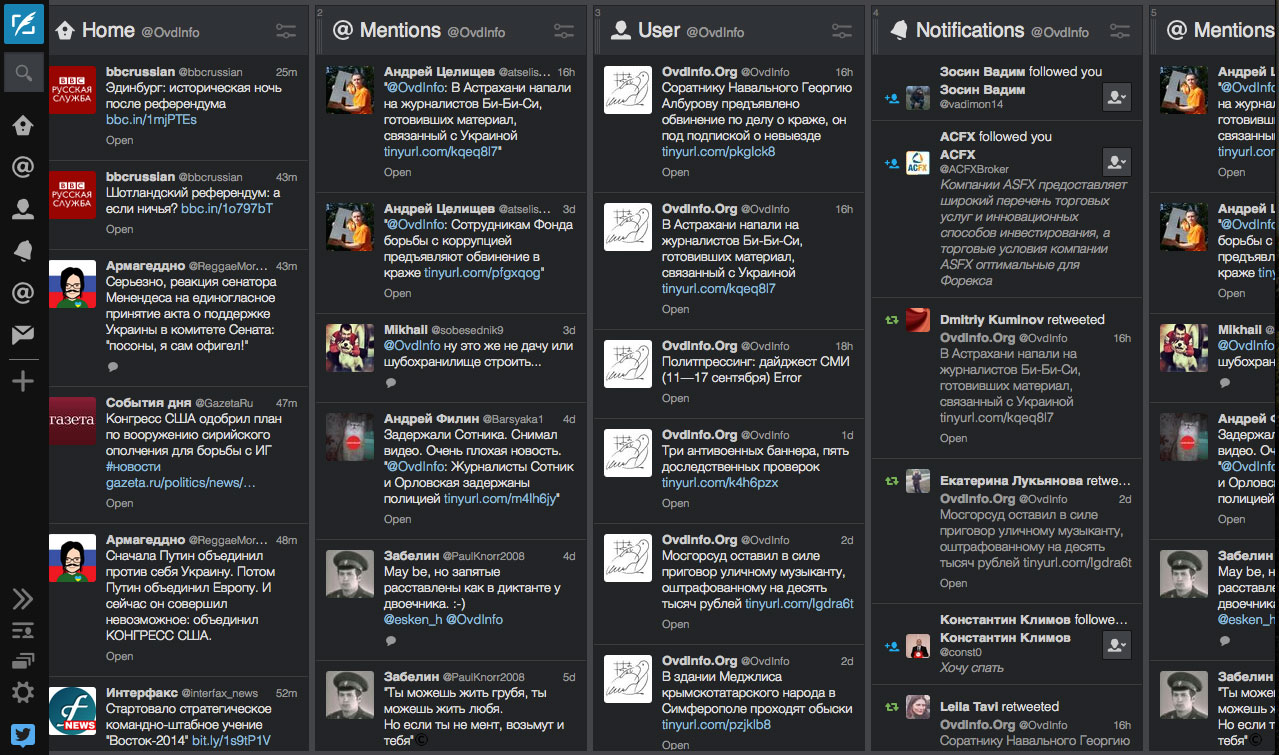 Home @OvdInfo
bbcrussian @bbcrussian 25m
Эдинбург: историческая ночь
после референдума
bbc.in/1mjPTEs
Open
BBC
РУССКАЯ
СЛУЖБА
bbcrussian @bbcrussian 43m
Шотландский референдум: а
если ничья? bbc.in/1o797bT
Open
BBC
РУССКАЯ
СЛУЖБА
Армагеддно @ReggaeMor... 43m
Серьезно, реакция сенатора
Менендеса на единогласное
принятие акта о поддержке
Украины в комитете Сената:
"посоны, я сам офигел!"
События дня @GazetaRu 47m
Конгресс США одобрил план
по вооружению сирийского
ополчения для борьбы с ИГ
#новости
gazeta.ru/politics/news/...
Open
газета
Армагеддно @ReggaeMor... 48m
Сначала Путин объединил
против себя Украину. Потом
Путин объединил Европу. И
сейчас он совершил
невозможное: объединил
КОНГРЕСС США.
Open
Интерфакс @interfax_news 52m
Стартовало стратегическое
командно-штабное учение
"Восток-2014" bit.ly/1s9tP1V
f
NEWS
2
@ Mentions @OvdInfo
Андрей Целищев @atselis... 16h
"@OvdInfo: В Астрахани напали
на журналистов Би-Би-Си,
готовивших материал,
связанный с Украиной
tinyurl.com/kqeq8l7"
Open
Андрей Целищев @atselis... 3d
"@OvdInfo: Сотрудникам Фонда
борьбы с коррупцией
предъявляют обвинение в
краже tinyurl.com/pfgxqog"
Open
Mikhail @sobesednik9 3d
@OvdInfo ну это же не дачу или
шубохранилище строить...
Андрей Филин @Barsyaka1 4d
Задержали Сотника. Снимал
видео. Очень плохая новость.
"@OvdInfo: Журналисты Сотник
и Орловская задержаны
полицией tinyurl.com/m4lh6jy"
Open
Забелин @PaulKnorr2008 4d
May be, но запятые
расставлены как в диктанте у
двоечника. :-)
@esken_h @OvdInfo
Забелин @PaulKnorr2008 5d
"Ты можешь жить грубя, ты
можешь жить любя.
Но если ты не мент, возьмут и
тебя"©
3
User @OvdInfo
OvdInfo.Org @OvdInfo 16h
Соратнику Навального Георгию
Албурову предъявлено
обвинение по делу о краже, он
под подпиской о невыезде
tinyurl.com/pkglck8
Open
OvdInfo.Org @OvdInfo 16h
В Астрахани напали на
журналистов Би-Би-Си,
готовивших материал,
связанный с Украиной
tinyurl.com/kqeq8l7
Open
OvdInfo.Org @OvdInfo 18h
Политпрессинг: дайджест СМИ
(11—17 сентября) Error
Open
OvdInfo.Org @OvdInfo 1d
Три антивоенных баннера, пять
доследственных проверок
tinyurl.com/k4h6pzx
Open
OvdInfo.Org @OvdInfo 2d
Мосгорсуд оставил в силе
приговор уличному музыканту,
оштрафованному на десять
тысяч рублей tinyurl.com/lgdra6t
Open
OvdInfo.Org @OvdInfo 2d
В здании Меджлиса
крымскотатарского народа в
Симферополе проходят обыски
tinyurl.com/pzjklb8
Open
4
Notifications @OvdInfo
Зосин Вадим followed you
Зосин Вадим
@vadimon14
ACFX followed you
ACFX
@ACFXBroker
Компании ASFX предоставляет
широкий перечень торговых
услуг и инновационных
способов инвестирования, а
торговые условия компании
ASFX оптимальные для
Форекса
ACFX
Dmitriy Kuminov retweeted
OvdInfo.Org @OvdInfo 16h
В Астрахани напали на
журналистов Би-Би-Си,
готовивших материал,
связанный с Украиной
tinyurl.com/kqeq8l7
Open
Екатерина Лукьянова retwe...
OvdInfo.Org @OvdInfo 2d
Мосгорсуд оставил в силе
приговор уличному музыканту,
оштрафованному на десять
тысяч рублей tinyurl.com/lgdra6t
Open
Константин Климов followe...
Константин Климов
@const0
Хочу спать
Leila Tavi retweeted
OvdInfo.Org @OvdInfo 16h
Соратнику Навального Георгию
5
@ Mentions
Андрей Ц
"@OvdInfo:
на журнал
готовивших
связанный
tinyurl.com
Open
Андрей Ц
"@OvdInfo:
борьбы с к
предъявля
краже tiny
Open
Mikhail @
@OvdInfo
шубохран
Андрей Ф
Задержал
видео. Оч
"@OvdInfo
и Орловск
полицией
Open
Забелин
May be, но
расставле
двоечника
@esken_h
Забелин
"Ты можеш
можешь ж
Но если т
тебя"©